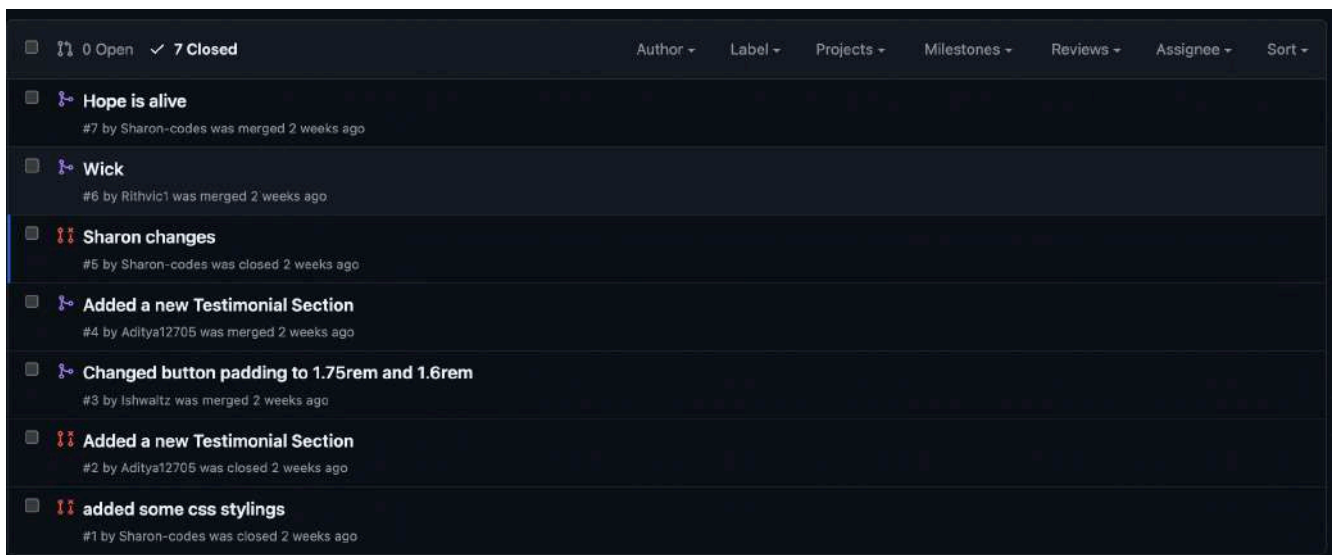 0 Open 7 Closed Author Label Projects Milestones Reviews Assignee Sort
Hope is alive
#7 by Sharon-codes was merged 2 weeks ago
Wick
#6 by Rithvic1 was merged 2 weeks ago
Sharon changes
#5 by Sharon-codes was closed 2 weeks ago
Added a new Testimonial Section
#4 by Aditya12705 was merged 2 weeks ago
Changed button padding to 1.75rem and 1.6rem
#3 by Ishwaltz was merged 2 weeks ago
Added a new Testimonial Section
#2 by Aditya12705 was closed 2 weeks ago
added some css stylings
#1 by Sharon-codes was closed 2 weeks ago